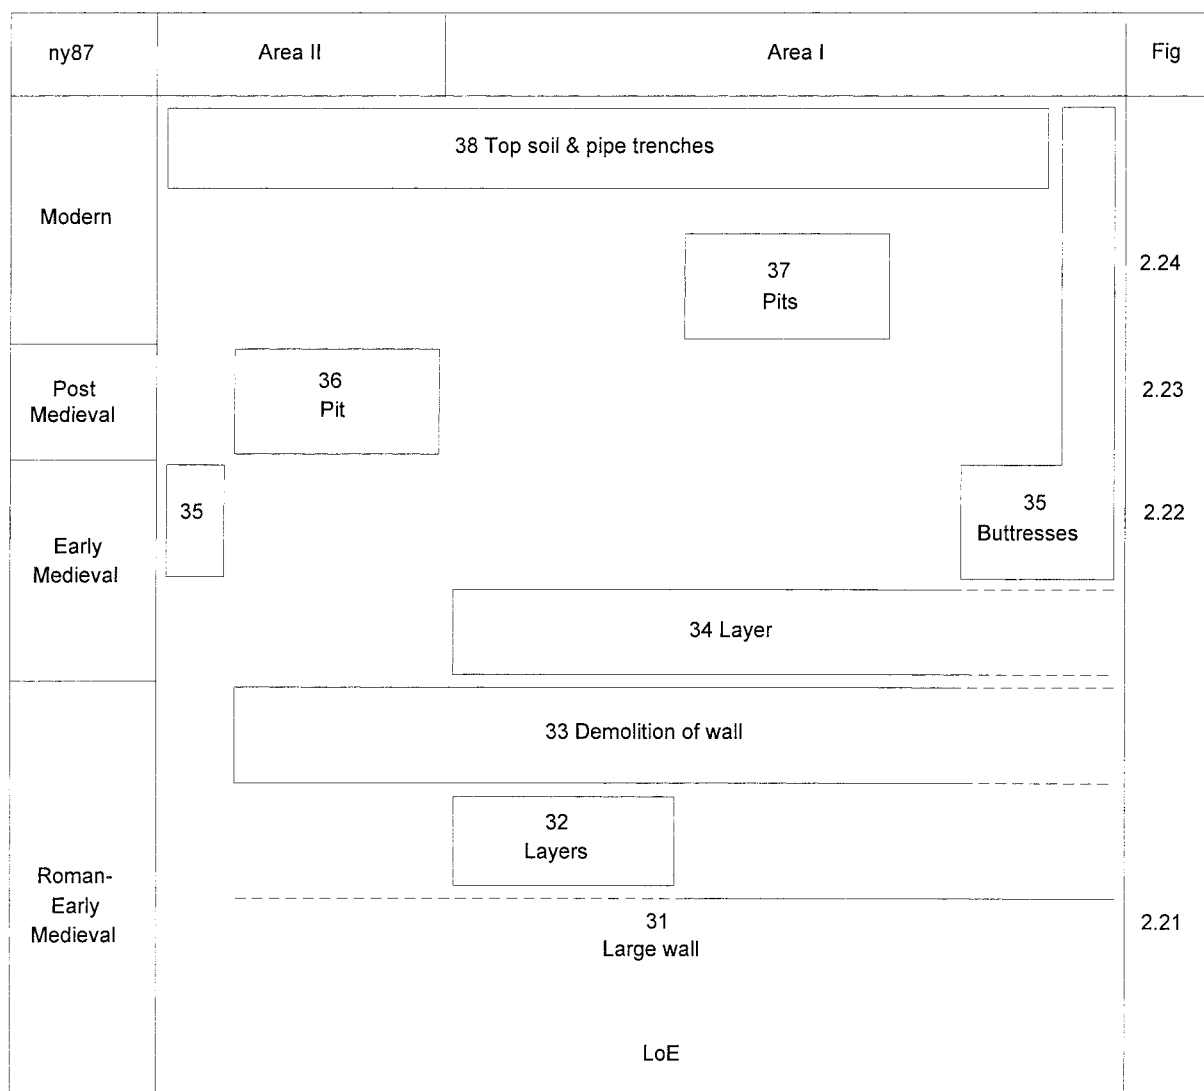 ny87 Area II Area I Fig
38 Top soil & pipe trenches
Modern
37
Pits
2.24
36
Pit
Post
Medieval
2.23
35
35
Buttresses
2.22
Early
Medieval
34 Layer
33 Demolition of wall
32
Layers
Roman-
Early
Medieval
31
Large wall
2.21
LoE